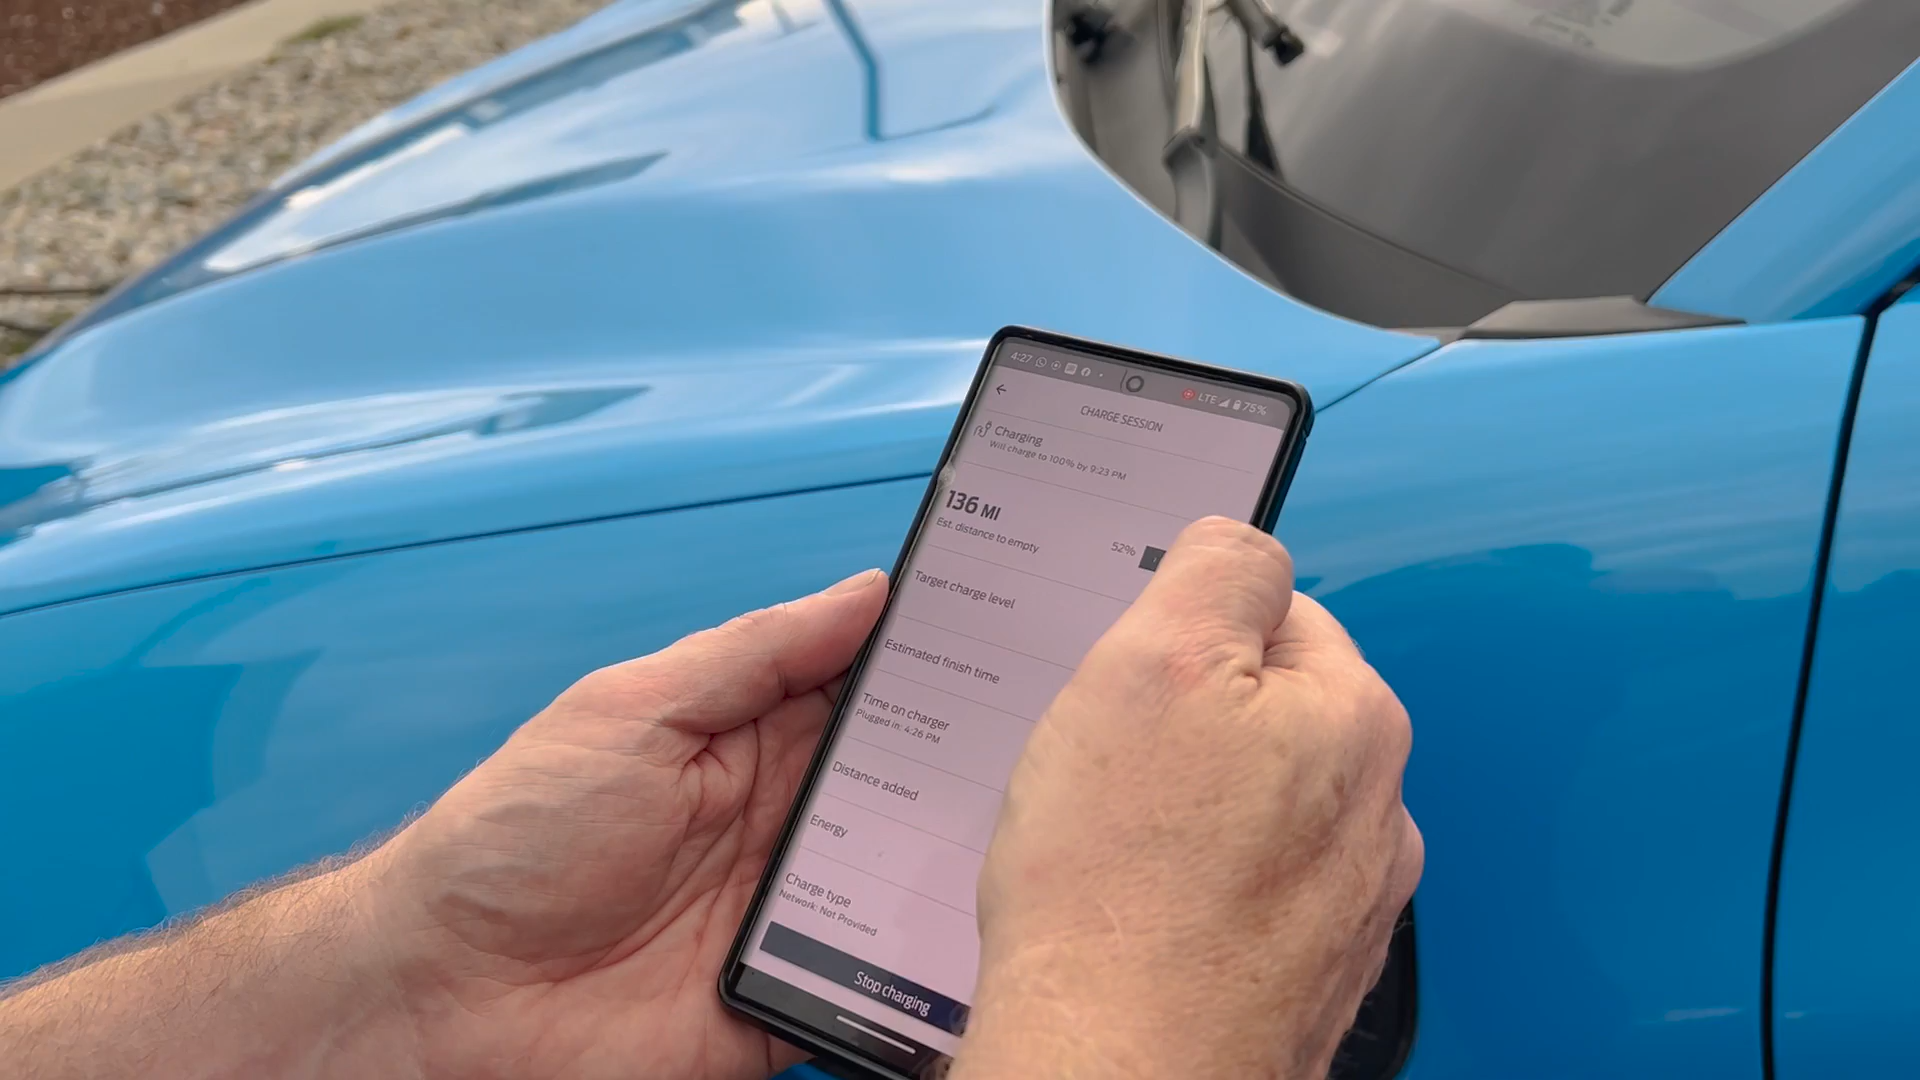 4:27 LTE 75%
CHARGE SESSION
Charging
Will charge to 100% by 9:23 PM
136 MI
Est. distance to empty
52%
Target charge level
Estimated finish time
Time on charger
Plugged in: 4:26 PM
Distance added
Energy
Charge type
Network: Not Provided
Stop charging